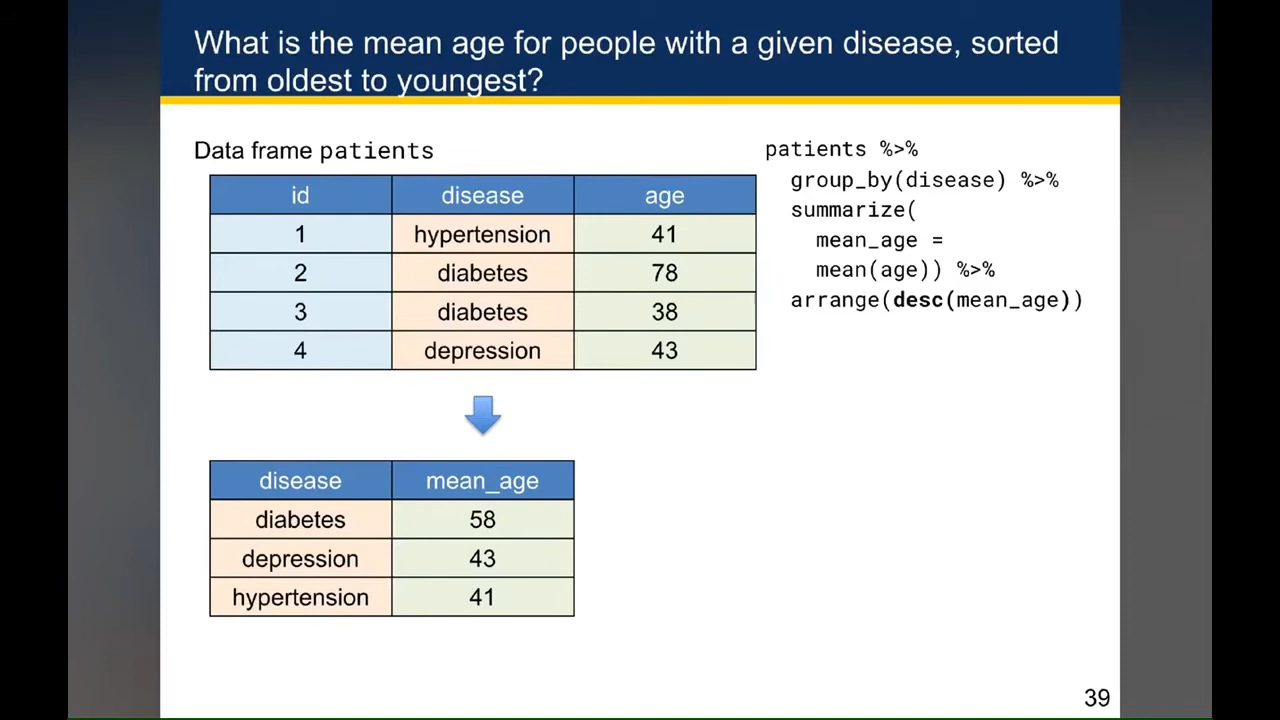 What is the mean age for people with a given disease, sorted
from oldest to youngest?
Data frame patients
id disease age
1 hypertension 41
2 diabetes 78
3 diabetes 38
4 depression 43
patients %>%
group_by(disease) %>%
summarize(
mean_age =
mean(age)) %>%
arrange(desc(mean_age))
disease mean_age
diabetes 58
depression 43
hypertension 41
39